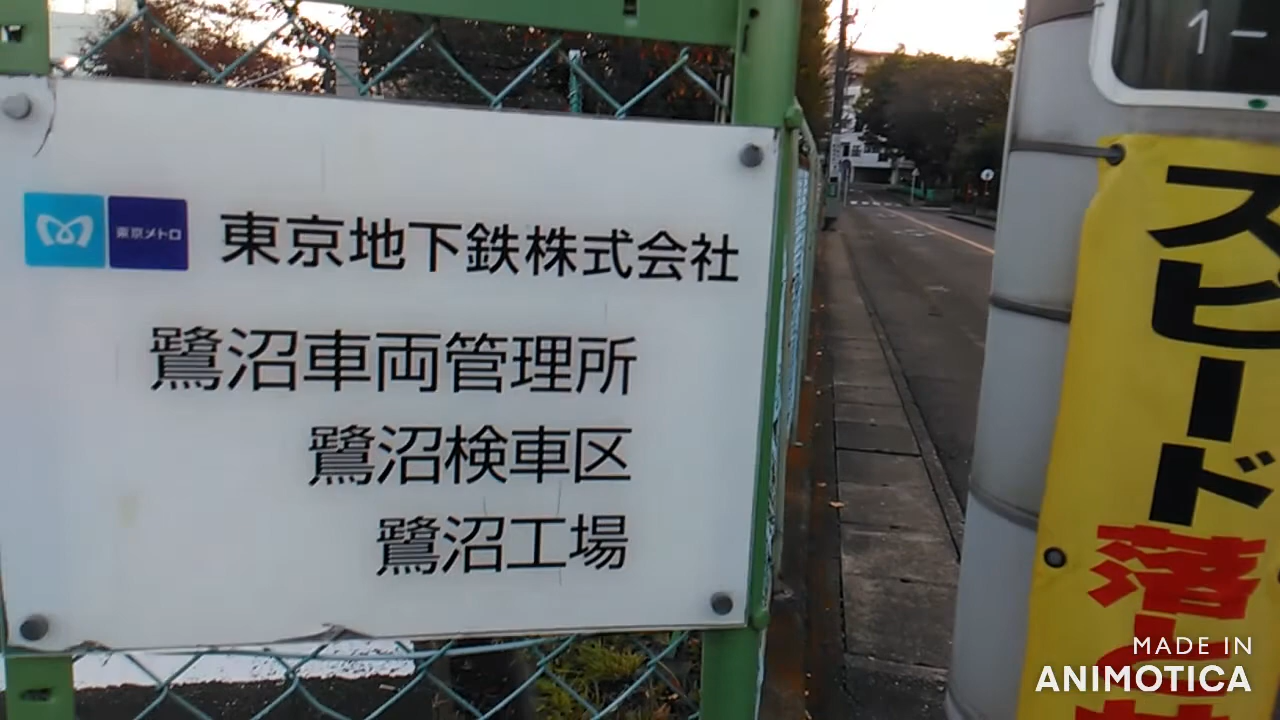 東京メトロ 東京地下鉄株式会社
鷺沼車両管理所
鷺沼検車区
鷺沼工場
1-
スピード落
MADE IN
ANIMOTICA